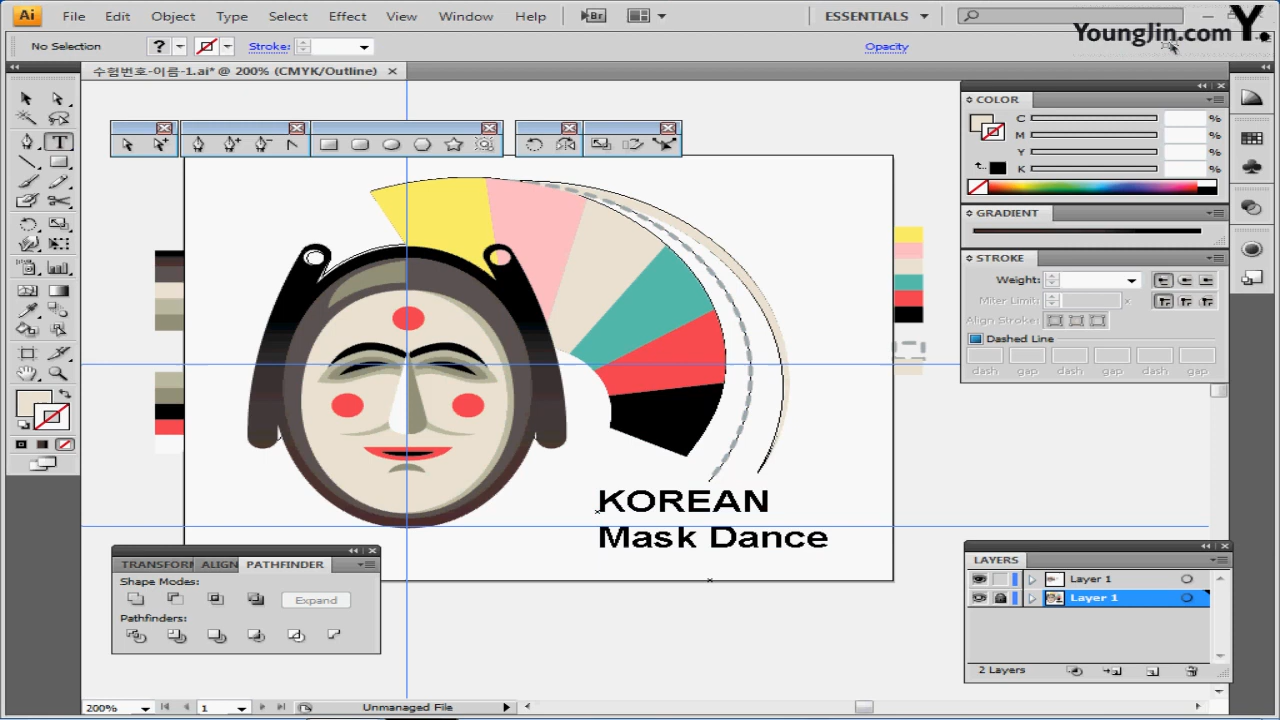 Ai File Edit Object Type Select Effect View Window Help Br ESSENTIALS
YoungJin.com Y.
No Selection ? Stroke: Opacity
수험번호-이름-1.ai* @ 200% (CMYK/Outline) ×
COLOR
C %
M %
Y %
K %
GRADIENT
STROKE
Weight:
Miter Limit: x
Align Stroke:
Dashed Line
dash gap dash gap dash gap
KOREAN
Mask Dance
TRANSFORM ALIGN PATHFINDER
Shape Modes:
Expand
Pathfinders:
LAYERS
Layer 1
Layer 1
2 Layers
200% 1 Unmanaged File